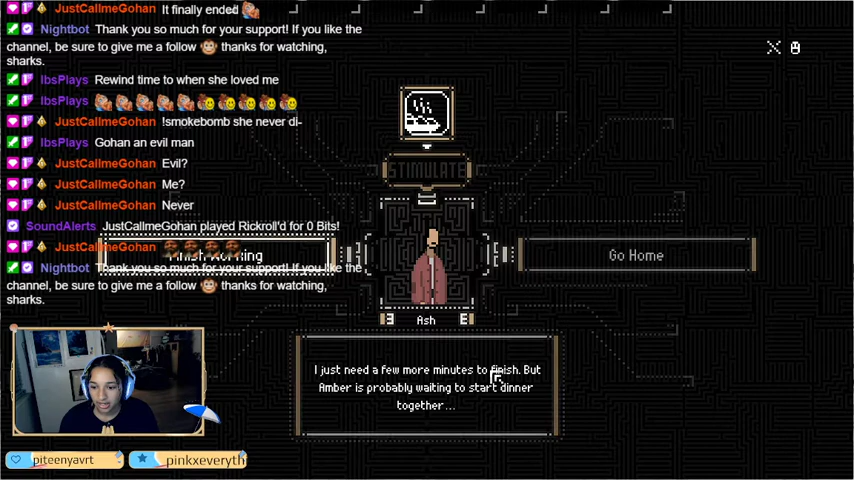 JustCallmeGohan It finally ended
Nightbot Thank you so much for your support! If you like the
channel, be sure to give me a follow thanks for watching,
sharks.
IbsPlays Rewind time to when she loved me
IbsPlays
JustCallmeGohan !smokebomb she never di-
IbsPlays Gohan an evil man
JustCallmeGohan Evil?
JustCallmeGohan Me?
JustCallmeGohan Never
SoundAlerts JustCallmeGohan played Rickroll'd for 0 Bits!
JustCallmeGohan
Nightbot Thank you so much for your support! If you like the
channel, be sure to give me a follow thanks for watching,
sharks.
STIMULATE
Finish Working
Go Home
Ash
I just need a few more minutes to finish. But
Amber is probably waiting to start dinner
together...
piteenyavrt
pinkxeveryth